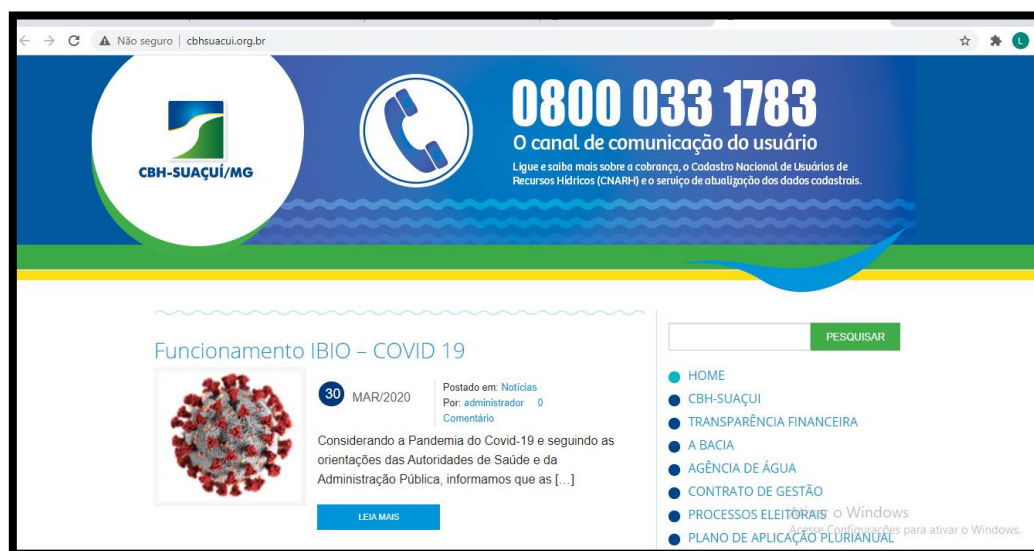 Não seguro | cbhsuacui.org.br
L
CBH-SUAÇUÍ/MG
0800 033 1783
O canal de comunicação do usuário
Ligue e saiba mais sobre a cobrança, o Cadastro Nacional de Usuários de
Recursos Hídricos (CNARH) e o serviço de atualização dos dados cadastrais.
Funcionamento IBIO – COVID 19
30 MAR/2020
Postado em: Notícias
Por: administrador 0
Comentário
Considerando a Pandemia do Covid-19 e seguindo as
orientações das Autoridades de Saúde e da
Administração Pública, informamos que as [...]
LEIA MAIS
PESQUISAR
HOME
CBH-SUAÇUI
TRANSPARÊNCIA FINANCEIRA
A BACIA
AGÊNCIA DE ÁGUA
CONTRATO DE GESTÃO
PROCESSOS ELEITORAIS
PLANO DE APLICAÇÃO PLURIANUAL
Ativar o Windows
Acesse Configurações para ativar o Windows.